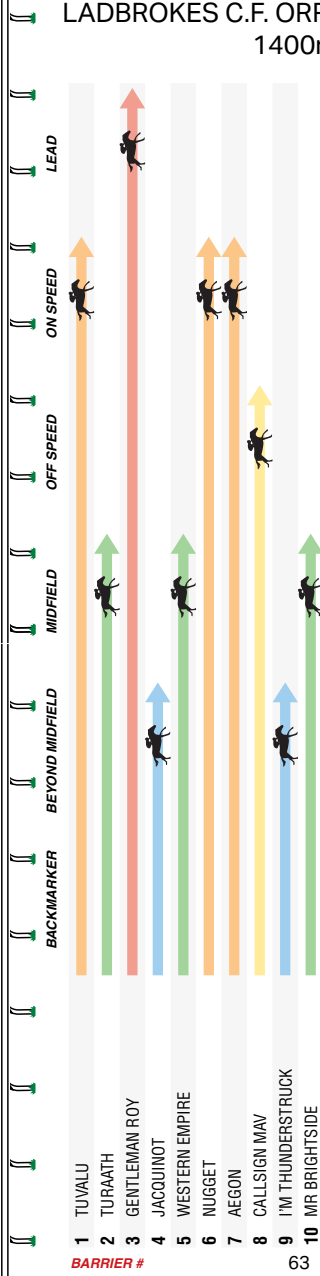 LADBROKES C.F. ORR
1400m
LEAD
ON SPEED
OFF SPEED
MIDFIELD
BEYOND MIDFIELD
BACKMARKER
1 TUVALU
2 TURAATH
3 GENTLEMAN ROY
4 JACQUINOT
5 WESTERN EMPIRE
6 NUGGET
7 AEGON
8 CALLSIGN MAV
9 I'M THUNDERSTRUCK
10 MR BRIGHTSIDE
BARRIER #
63